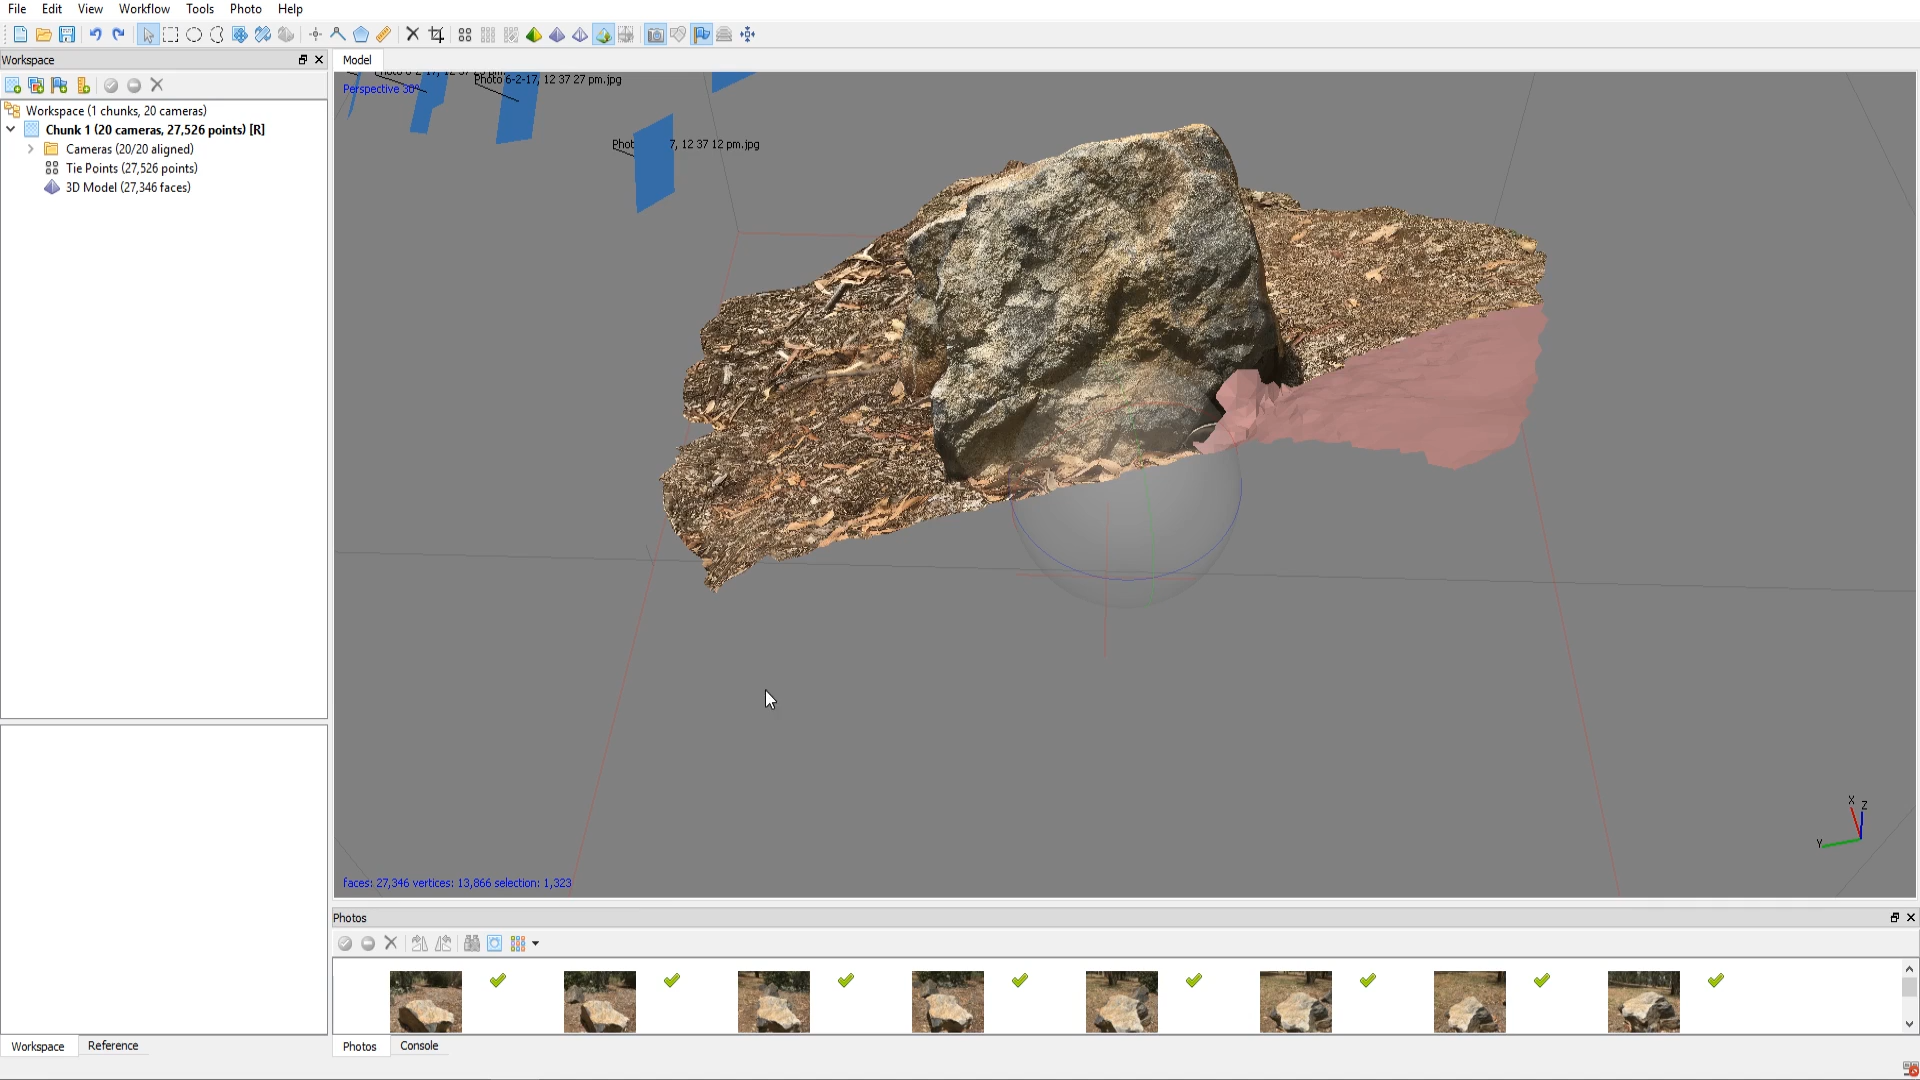 File Edit View Workflow Tools Photo Help
Workspace
Model
Workspace (1 chunks, 20 cameras)
Chunk 1 (20 cameras, 27,526 points) [R]
Cameras (20/20 aligned)
Tie Points (27,526 points)
3D Model (27,346 faces)
Photo 6-2-17, 12 37 27 pm.jpg
Perspective 30°
Phot 7, 12 37 12 pm.jpg
X Z
Y
faces: 27,346 vertices: 13,866 selection: 1,323
Photos
Workspace Reference
Photos Console